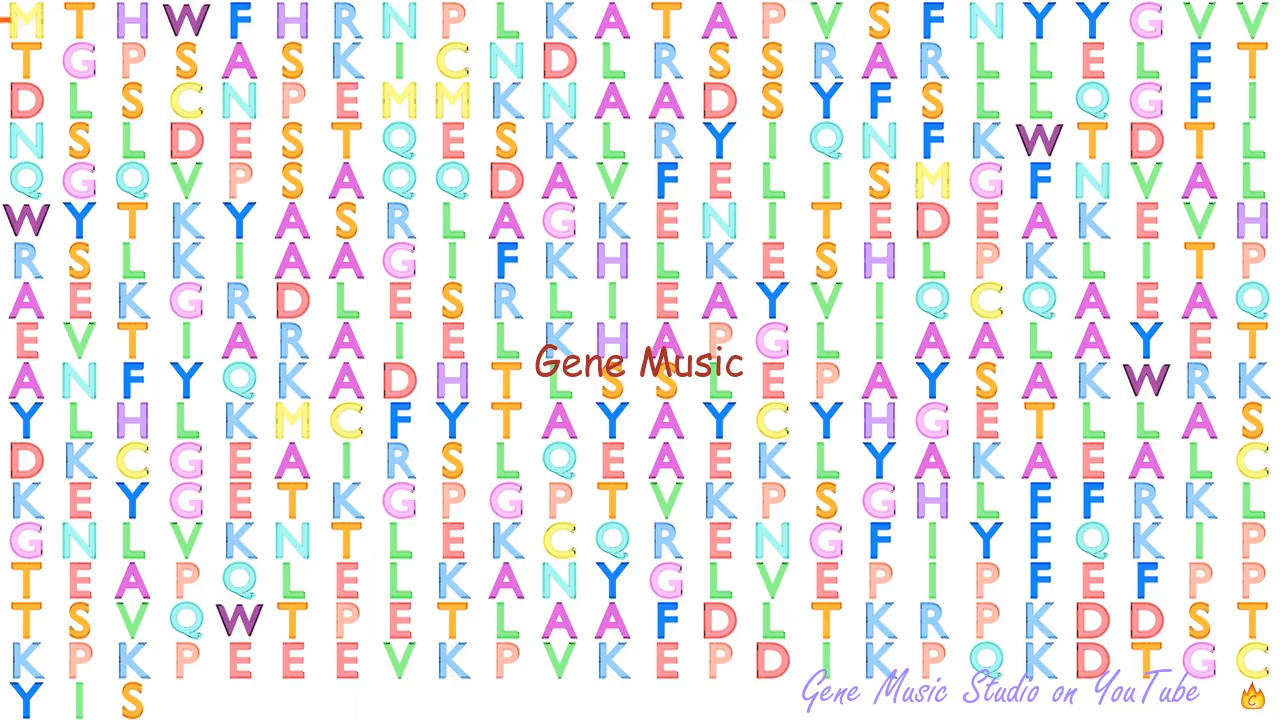 M T H W F H R N P L K A T A P V S F N Y Y G V V
T G P S A S K I C N D L R S S R A R L L E L F T
D L S C N P E M M K N A A D S Y F S L L Q G F I
N S L D E S T Q E S K L R Y I Q N F K W T D T L
Q G Q V P S A Q Q D A V F E L I S M G F N V A L
W Y T K Y A S R L A G K E N I T E D E A K E V H
R S L K I A A G I F K H L K E S H L P K L I T P
A E K G R D L E S R L I E A Y V I Q C Q A E A Q
E V T I A R A I E L K H A P G L I A A L A Y E T
Gene Music
A N F Y Q K A D H T L S S L E P A Y S A K W R K
Y L H L K M C F Y T A Y A Y C Y H G E T L L A S
D K C G E A I R S L Q E A E K L Y A K A E A L C
K E Y G E T K G P G P T V K P S G H L F F R K L
G N L V K N T L E K C Q R E N G F I Y F Q K I P
T E A P Q L E L K A N Y G L V E P I P F E F P P
T S V Q W T P E T L A A F D L T K R P K D D S T
K P K P E E E V K P V K E P D I K P Q K D T G C
Y I S
Gene Music Studio on YouTube